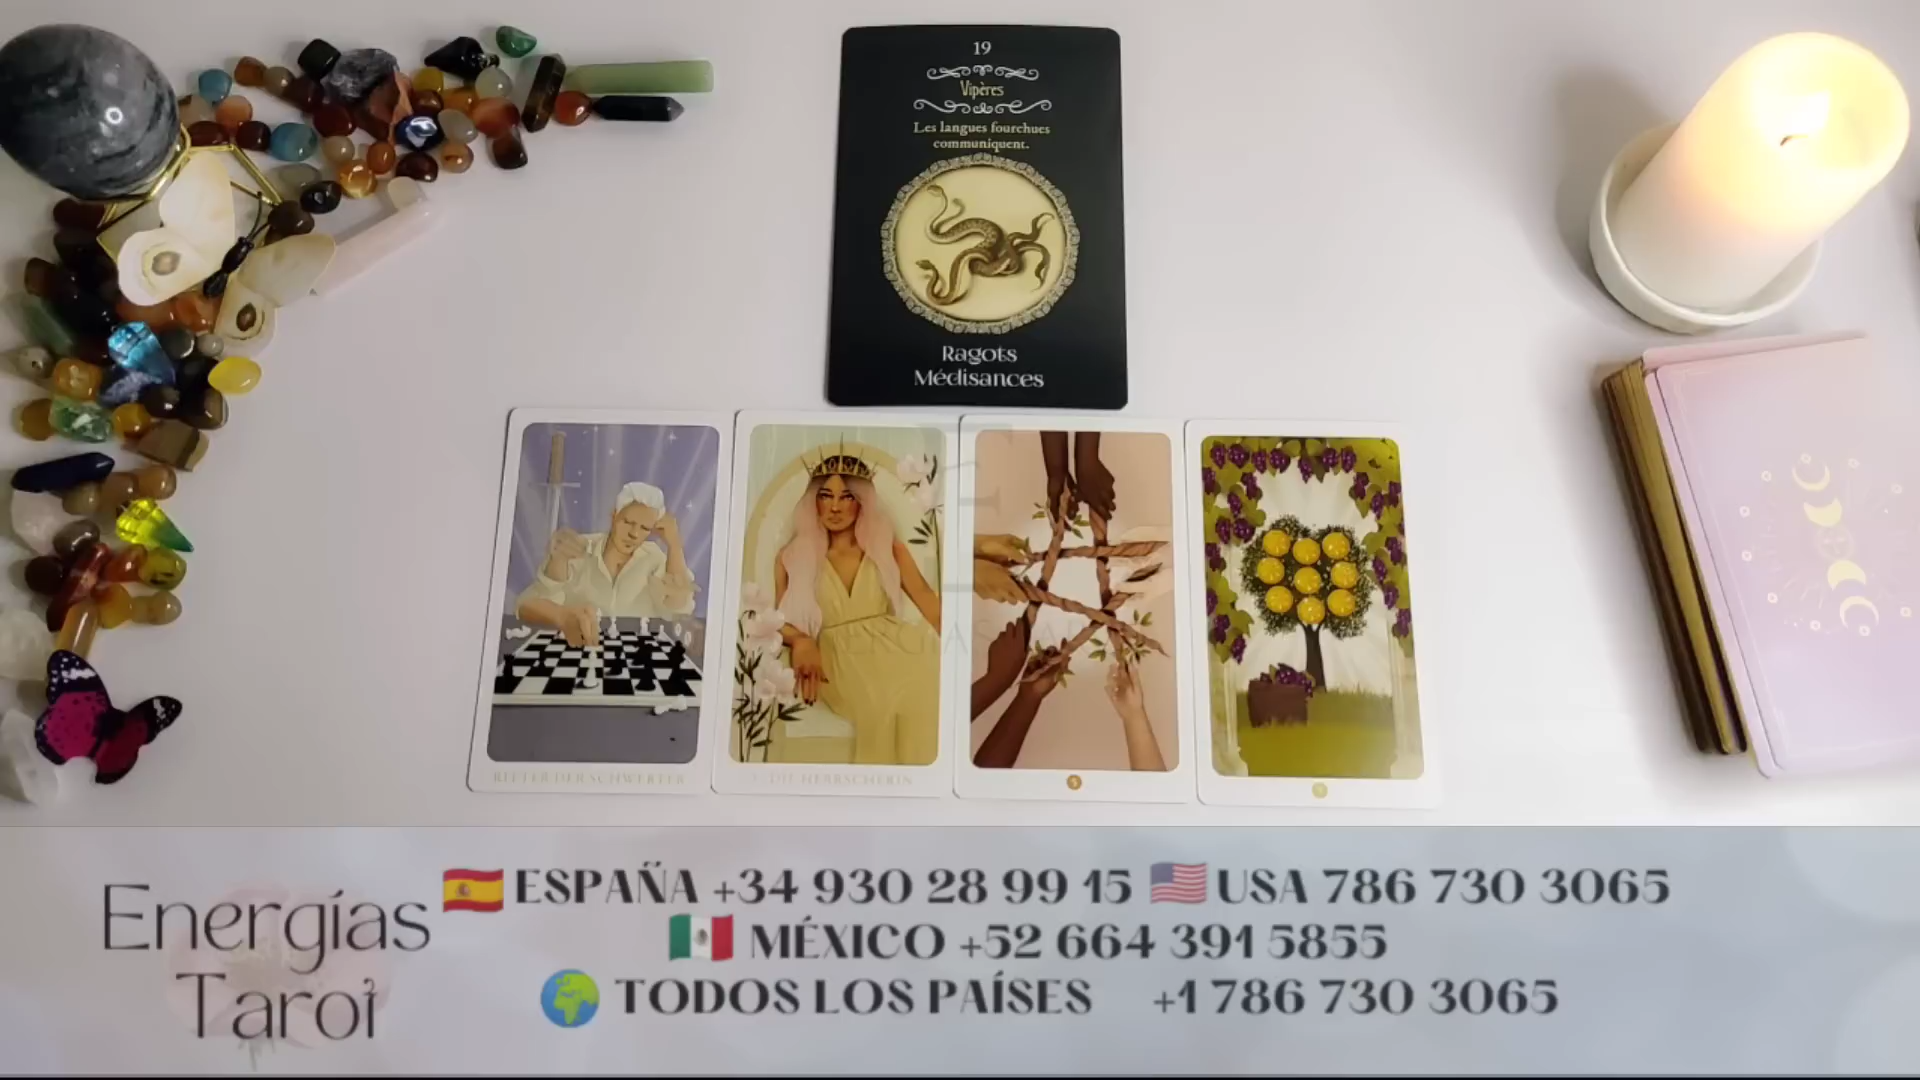 19
Vipères
Les langues fourchues
communiquent.
Ragots
Médisances
RITTER DER SCHWERTER
DIE HERRSCHERIN
Energías
Tarot
ESPAÑA +34 930 28 99 15 USA 786 730 3065
MÉXICO +52 664 391 5855
TODOS LOS PAÍSES +1 786 730 3065